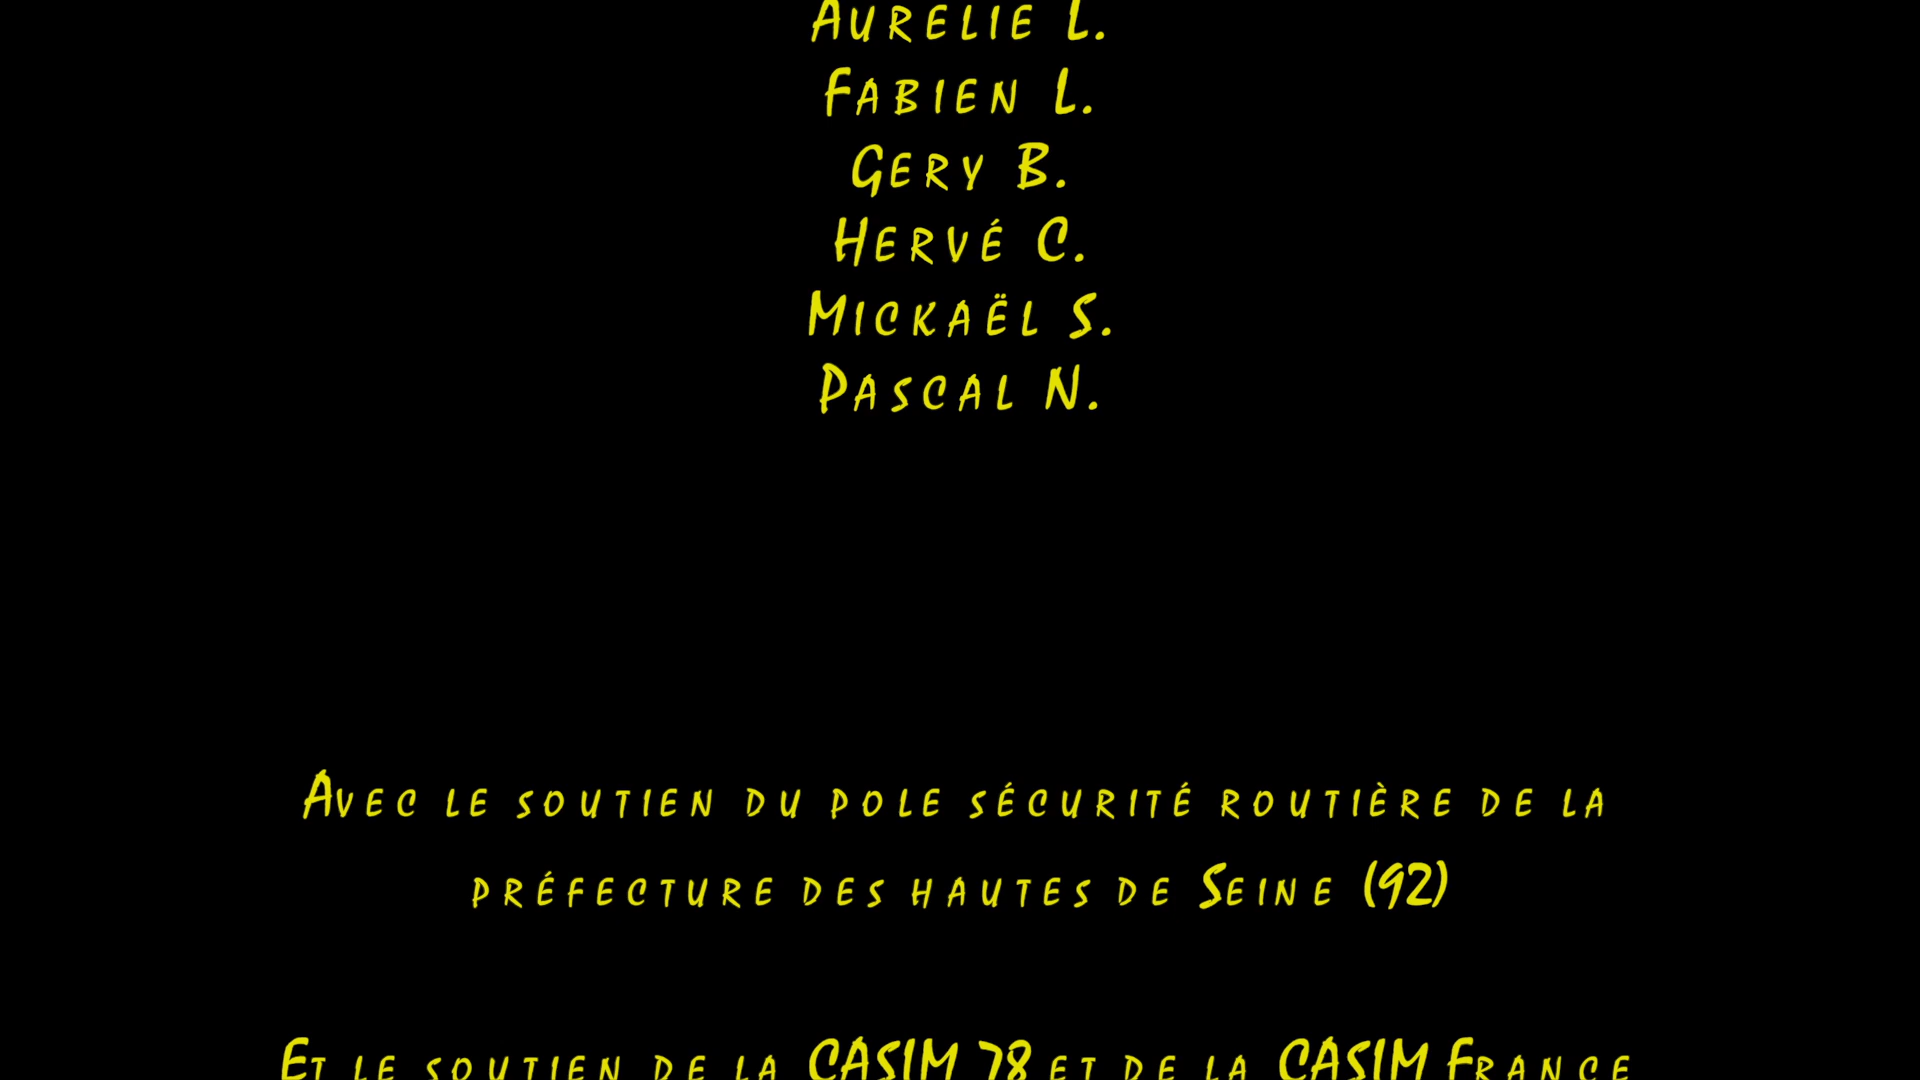 Aurelie L.
Fabien L.
Gery B.
Hervé C.
Mickaël S.
Pascal N.
Avec le soutien du pole sécurité routière de la
préfecture des hautes de Seine (92)
Et le soutien de la CASIM 78 et de la CASIM France